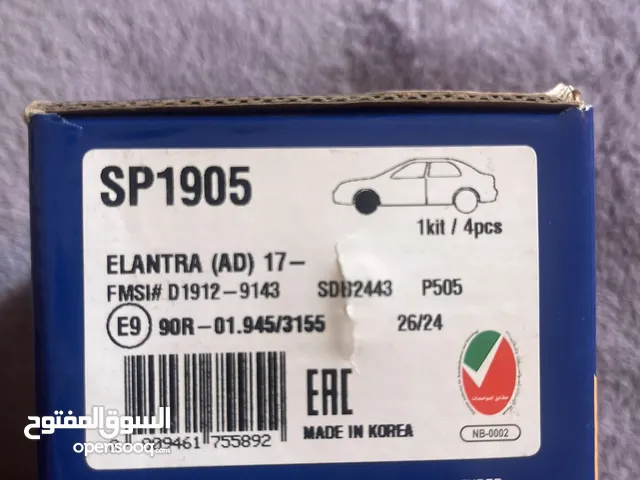 SP1905
1kit / 4pcs
ELANTRA (AD) 17-
FMSI# D1912-9143 P505
E9 90R-01.945/3155 26/24
EAC
MADE IN KOREA
755892
NB-0002
السوق المفتوح
opensooq.com